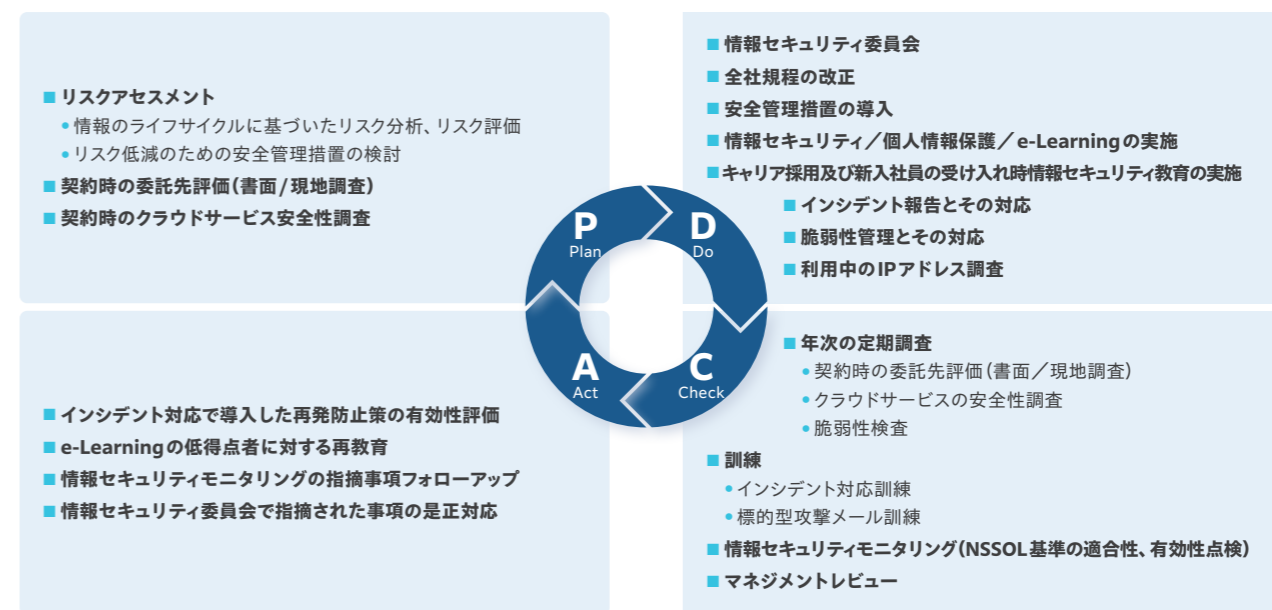 ■ リスクアセスメント
• 情報のライフサイクルに基づいたリスク分析、リスク評価
• リスク低減のための安全管理措置の検討
■ 契約時の委託先評価（書面/現地調査）
■ 契約時のクラウドサービス安全性調査
P
Plan
■ 情報セキュリティ委員会
■ 全社規程の改正
■ 安全管理措置の導入
■ 情報セキュリティ／個人情報保護／e-Learningの実施
■ キャリア採用及び新入社員の受け入れ時情報セキュリティ教育の実施
■ インシデント報告とその対応
■ 脆弱性管理とその対応
■ 利用中のIPアドレス調査
D
Do
■ 年次の定期調査
• 契約時の委託先評価（書面／現地調査）
• クラウドサービスの安全性調査
• 脆弱性検査
■ 訓練
• インシデント対応訓練
• 標的型攻撃メール訓練
■ 情報セキュリティモニタリング（NSSOL基準の適合性、有効性点検）
■ マネジメントレビュー
C
Check
■ インシデント対応で導入した再発防止策の有効性評価
■ e-Learningの低得点者に対する再教育
■ 情報セキュリティモニタリングの指摘事項フォローアップ
■ 情報セキュリティ委員会で指摘された事項の是正対応
A
Act